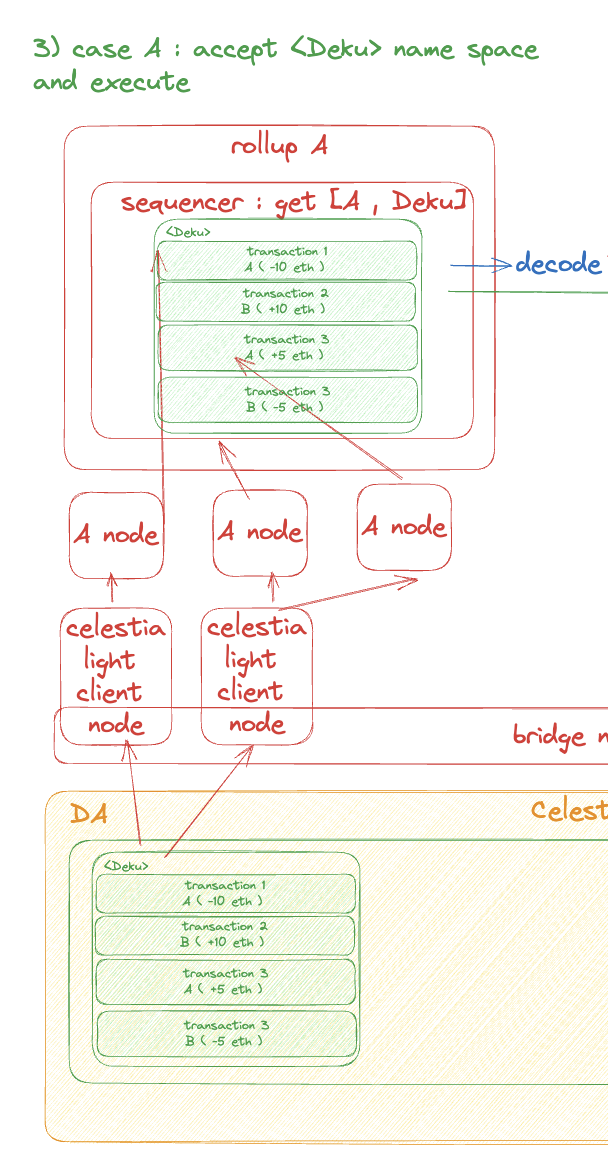 3) case A : accept <Deku> name space
and execute
rollup A
sequencer : get [A , Deku]
<Deku>
transaction 1
A ( -10 eth )
transaction 2
B ( +10 eth )
transaction 3
A ( +5 eth )
transaction 3
B ( -5 eth )
decode
A node
A node
A node
celestia
light
client
node
celestia
light
client
node
bridge n
DA
Celest
<Deku>
transaction 1
A ( -10 eth )
transaction 2
B ( +10 eth )
transaction 3
A ( +5 eth )
transaction 3
B ( -5 eth )